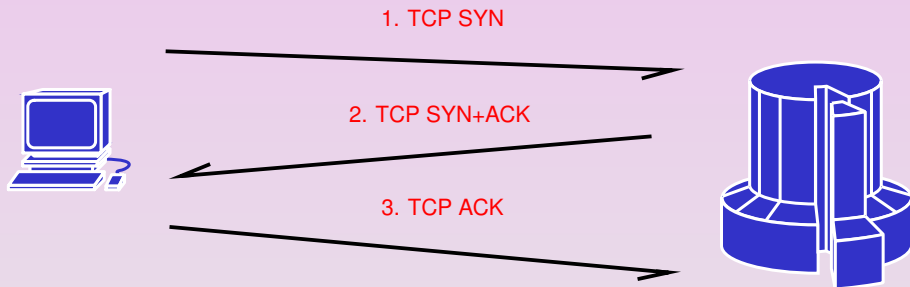 1. TCP SYN
2. TCP SYN+ACK
3. TCP ACK